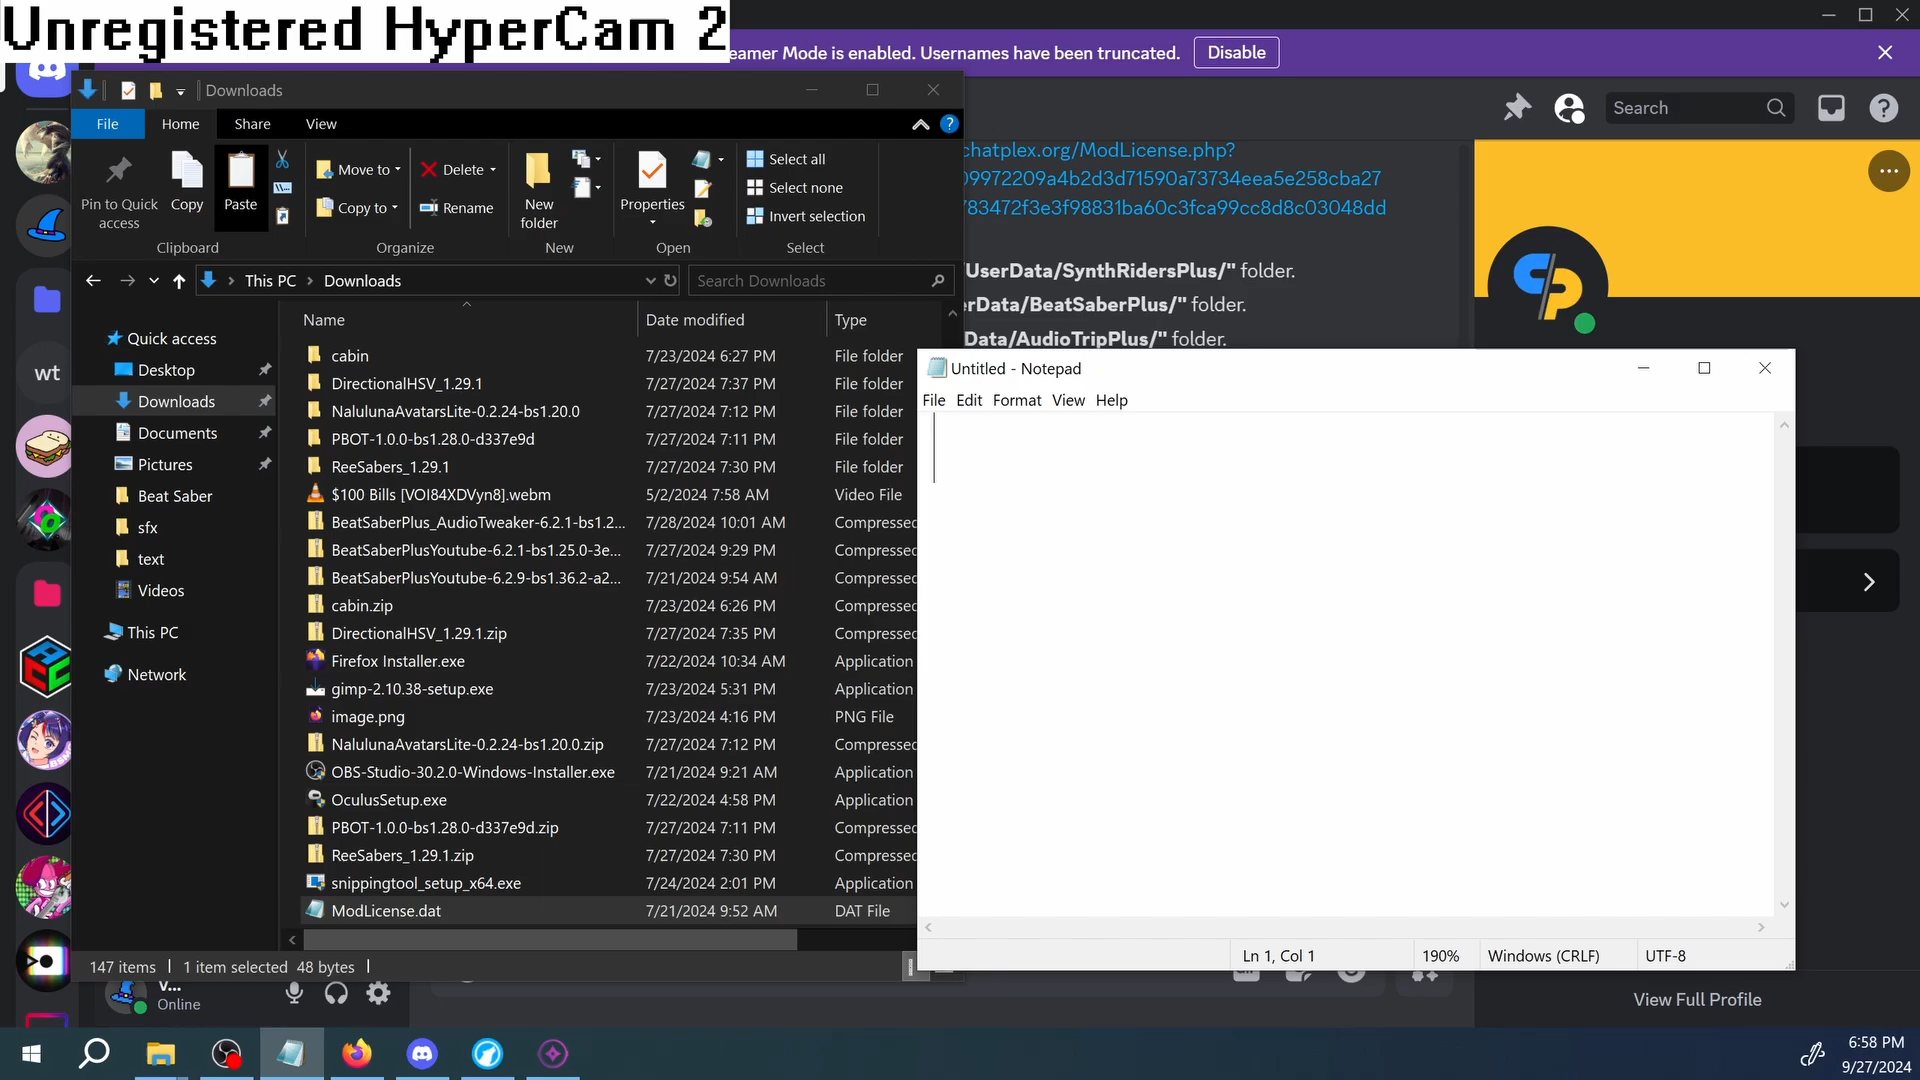 Unregistered HyperCam 2
eamer Mode is enabled. Usernames have been truncated.
Disable
Downloads
File Home Share View
Pin to Quick access
Copy
Paste
Clipboard
Move to
Copy to
Delete
Rename
Organize
New folder
New
Properties
Open
Select all
Select none
Invert selection
Select
This PC > Downloads
Search Downloads
Quick access
Desktop
Downloads
Documents
Pictures
Beat Saber
sfx
text
Videos
This PC
Network
Name Date modified Type
cabin 7/23/2024 6:27 PM File folder
DirectionalHSV_1.29.1 7/27/2024 7:37 PM File folder
NalulunaAvatarsLite-0.2.24-bs1.20.0 7/27/2024 7:12 PM File folder
PBOT-1.0.0-bs1.28.0-d337e9d 7/27/2024 7:11 PM File folder
ReeSabers_1.29.1 7/27/2024 7:30 PM File folder
$100 Bills [VOI84XDVyn8].webm 5/2/2024 7:58 AM Video File
BeatSaberPlus_AudioTweaker-6.2.1-bs1.2... 7/28/2024 10:01 AM Compressed
BeatSaberPlusYoutube-6.2.1-bs1.25.0-3e... 7/27/2024 9:29 PM Compressed
BeatSaberPlusYoutube-6.2.9-bs1.36.2-a2... 7/21/2024 9:54 AM Compressed
cabin.zip 7/23/2024 6:26 PM Compressed
DirectionalHSV_1.29.1.zip 7/27/2024 7:35 PM Compressed
Firefox Installer.exe 7/22/2024 10:34 AM Application
gimp-2.10.38-setup.exe 7/23/2024 5:31 PM Application
image.png 7/23/2024 4:16 PM PNG File
NalulunaAvatarsLite-0.2.24-bs1.20.0.zip 7/27/2024 7:12 PM Compressed
OBS-Studio-30.2.0-Windows-Installer.exe 7/21/2024 9:21 AM Application
OculusSetup.exe 7/22/2024 4:58 PM Application
PBOT-1.0.0-bs1.28.0-d337e9d.zip 7/27/2024 7:11 PM Compressed
ReeSabers_1.29.1.zip 7/27/2024 7:30 PM Compressed
snippingtool_setup_x64.exe 7/24/2024 2:01 PM Application
ModLicense.dat 7/21/2024 9:52 AM DAT File
147 items 1 item selected 48 bytes
Search
chatplex.org/ModLicense.php?
09972209a4b2d3d71590a73734eea5e258cba27
783472f3e3f98831ba60c3fca99cc8d8c03048dd
UserData/SynthRidersPlus/" folder.
rData/BeatSaberPlus/" folder.
Data/AudioTripPlus/" folder.
Untitled - Notepad
File Edit Format View Help
Ln 1, Col 1 190% Windows (CRLF) UTF-8
wt
V...
Online
View Full Profile
6:58 PM
9/27/2024